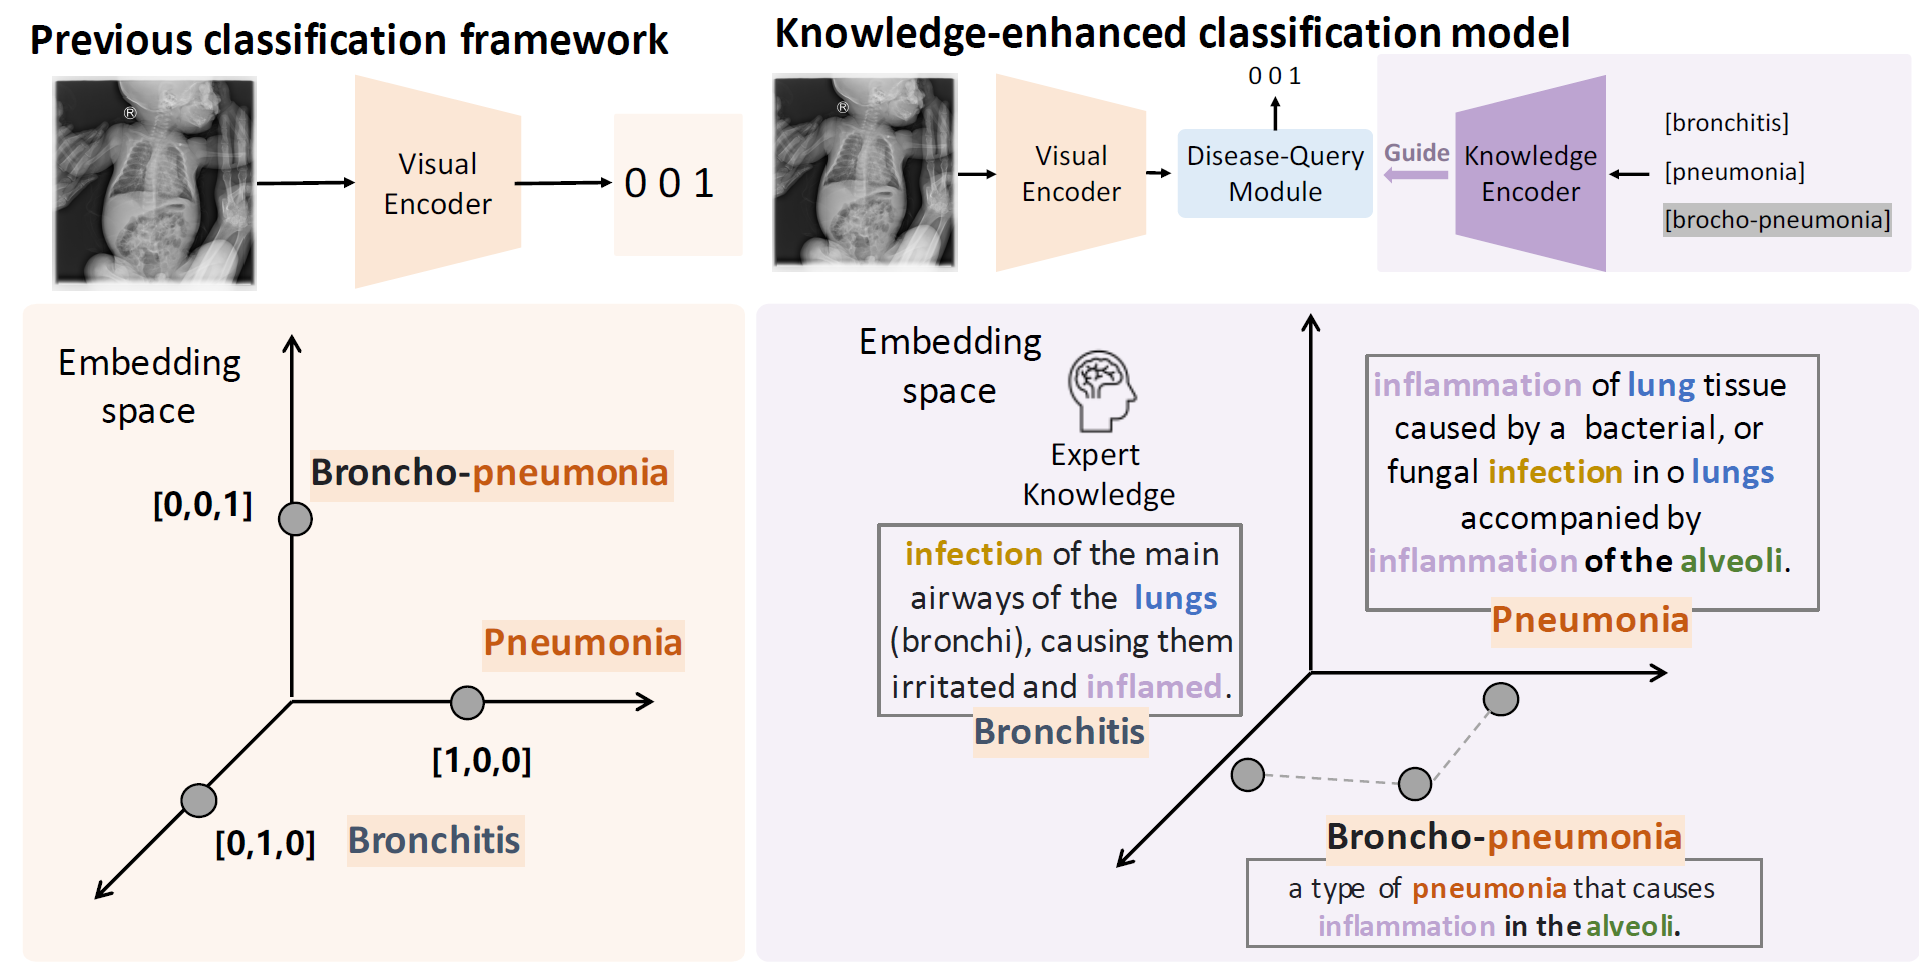 Previous classification framework
®
Visual
Encoder
0 0 1
Embedding
space
Broncho-pneumonia
[0,0,1]
Pneumonia
[1,0,0]
[0,1,0]
Bronchitis
Knowledge-enhanced classification model
®
Visual
Encoder
0 0 1
Disease-Query
Module
Guide
Knowledge
Encoder
[bronchitis]
[pneumonia]
[brocho-pneumonia]
Embedding
space
Expert
Knowledge
infection of the main
airways of the lungs
(bronchi), causing them
irritated and inflamed.
Bronchitis
inflammation of lung tissue
caused by a bacterial, or
fungal infection in o lungs
accompanied by
inflammation of the alveoli.
Pneumonia
Broncho-pneumonia
a type of pneumonia that causes
inflammation in the alveoli.